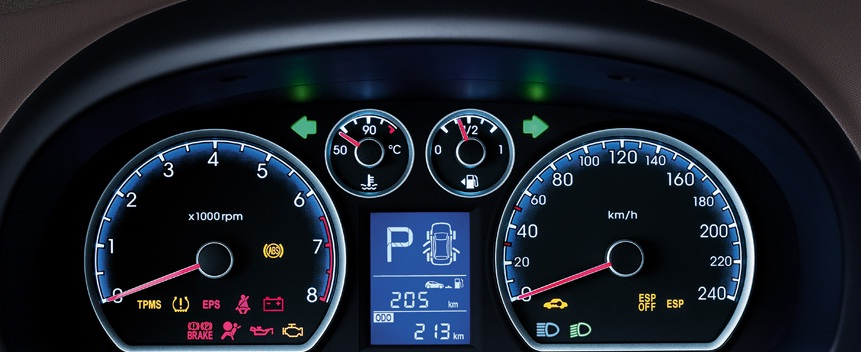 0 1 2 3 4 5 6 7 8
x1000rpm
ABS
TPMS EPS
BRAKE
50 90 °C
0 1/2 1
P
205 km
ODO
213 km
0 20 40 60 80 100 120 140 160 180 200 220 240
km/h
ESP OFF
ESP